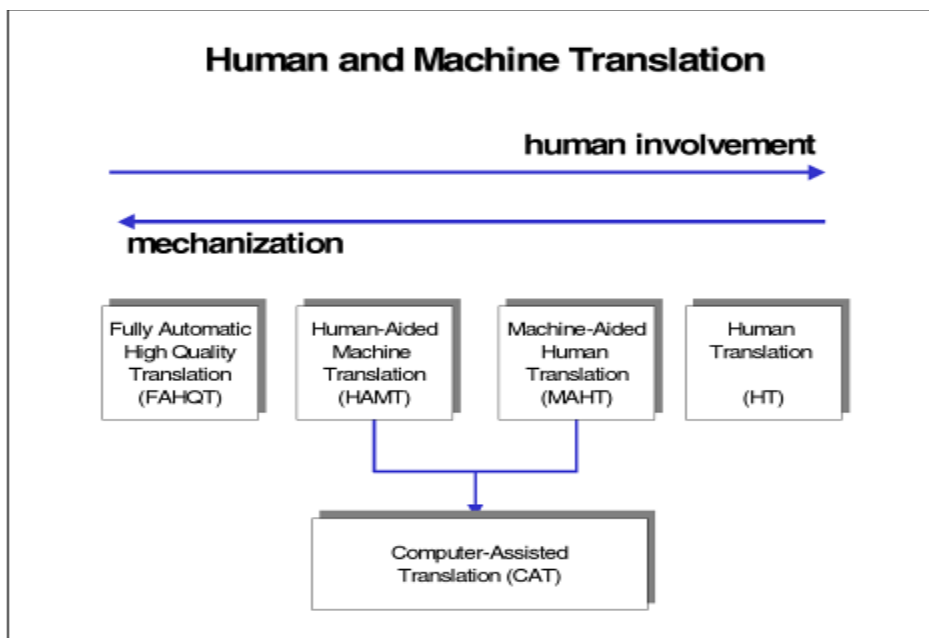 Human and Machine Translation
human involvement
mechanization
Fully Automatic
High Quality
Translation
(FAHQT)
Human-Aided
Machine
Translation
(HAMT)
Machine-Aided
Human
Translation
(MAHT)
Human
Translation
(HT)
Computer-Assisted
Translation (CAT)